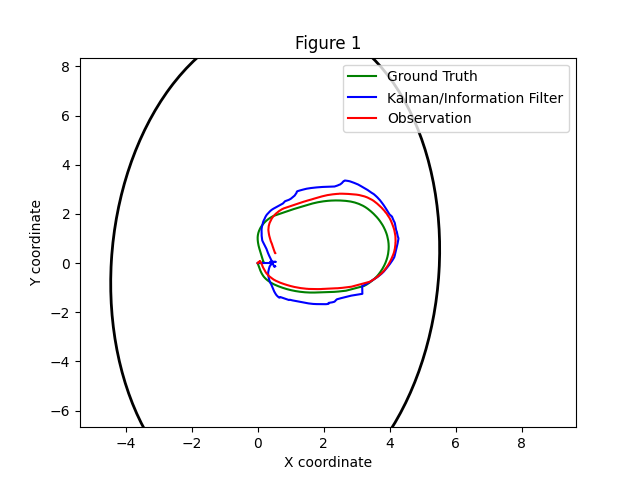 Figure 1
Ground Truth
Kalman/Information Filter
Observation
Y coordinate
8
6
4
2
0
−2
−4
−6
−4 −2 0 2 4 6 8
X coordinate